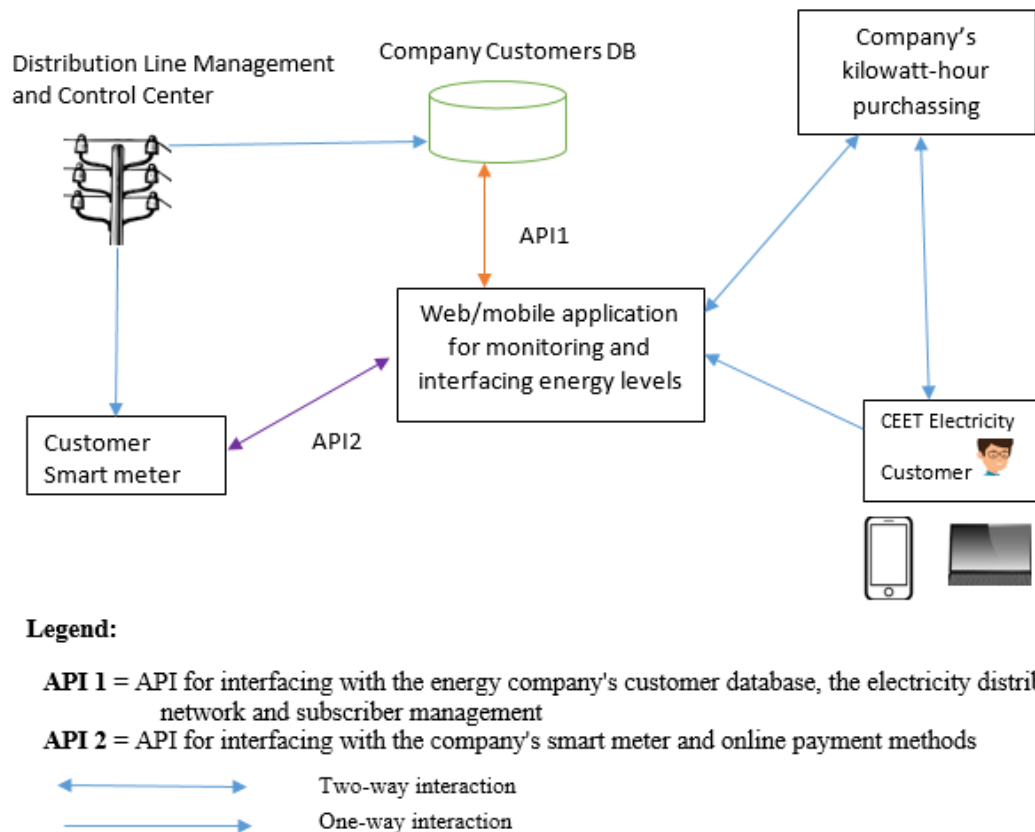 Distribution Line Management
and Control Center
Company Customers DB
Company's
kilowatt-hour
purchassing
API1
Web/mobile application
for monitoring and
interfacing energy levels
Customer
Smart meter
API2
CEET Electricity
Customer
Legend:
API 1 = API for interfacing with the energy company's customer database, the electricity distrib
network and subscriber management
API 2 = API for interfacing with the company's smart meter and online payment methods
Two-way interaction
One-way interaction